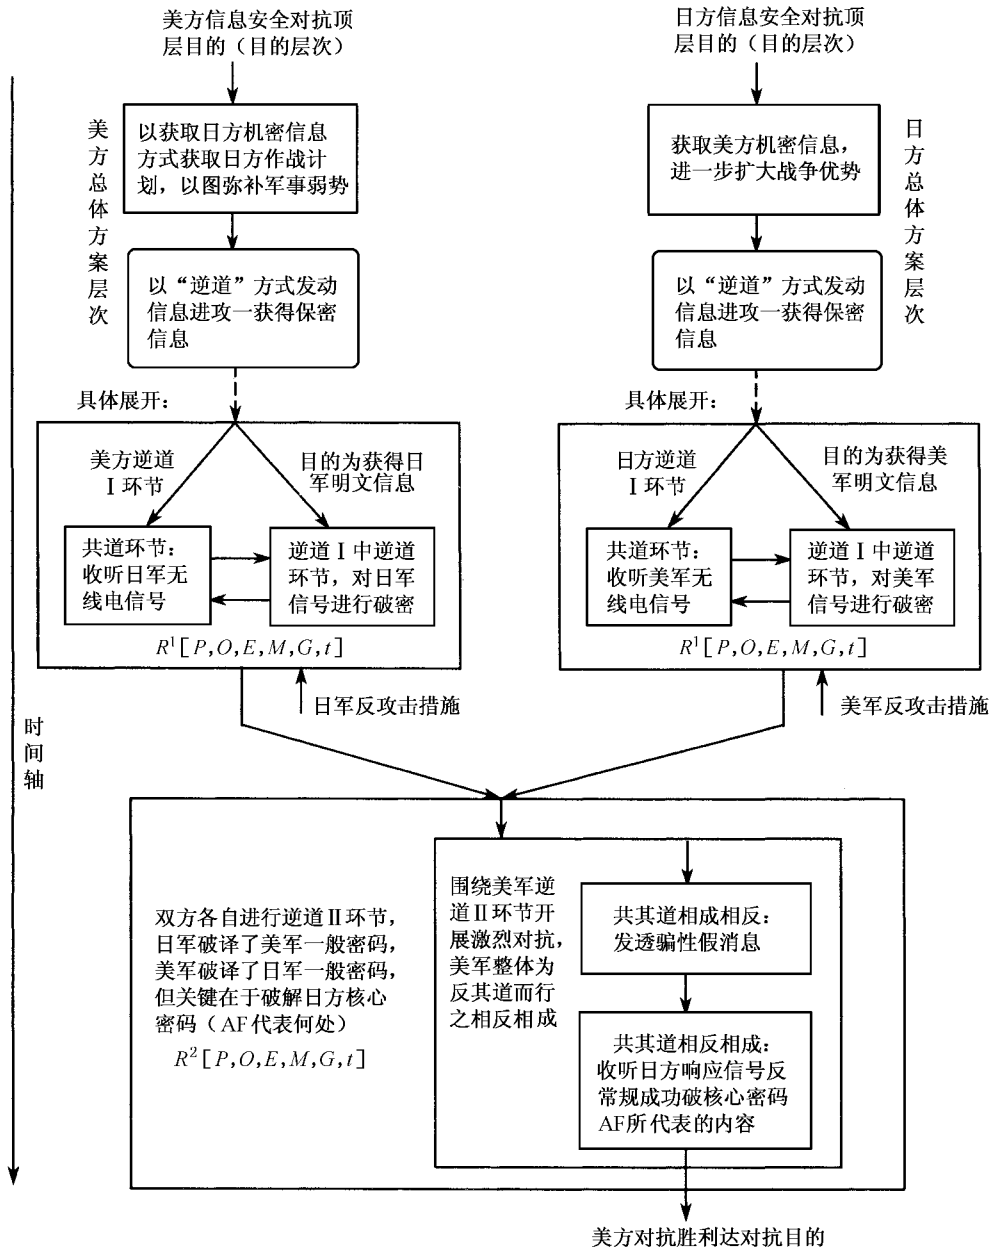 美方信息安全对抗顶
层目的（目的层次）
日方信息安全对抗顶
层目的（目的层次）
美方总体方案层次
以获取日方机密信息
方式获取日方作战计
划，以图弥补军事弱势
获取美方机密信息，
进一步扩大战争优势
日方总体方案层次
以“逆道”方式发动
信息进攻一获得保密
信息
以“逆道”方式发动
信息进攻一获得保密
信息
具体展开：
具体展开：
美方逆道
Ⅰ环节
目的为获得日
军明文信息
共道环节：
收听日军无
线电信号
逆道Ⅰ中逆道
环节，对日军
信号进行破密
R¹[P,O,E,M,G,t]
日军反攻击措施
日方逆道
Ⅰ环节
目的为获得美
军明文信息
共道环节：
收听美军无
线电信号
逆道Ⅰ中逆道
环节，对美军
信号进行破密
R¹[P,O,E,M,G,t]
美军反攻击措施
时间轴
双方各自进行逆道Ⅱ环节，
日军破译了美军一般密码，
美军破译了日军一般密码，
但关键在于破解日方核心
密码（AF代表何处）
R²[P,O,E,M,G,t]
围绕美军逆
道Ⅱ环节开
展激烈对抗，
美军整体为
反其道而行
之相反相成
共其道相成相反：
发透骗性假消息
共其道相反相成：
收听日方响应信号反
常规成功破核心密码
AF所代表的内容
美方对抗胜利达对抗目的